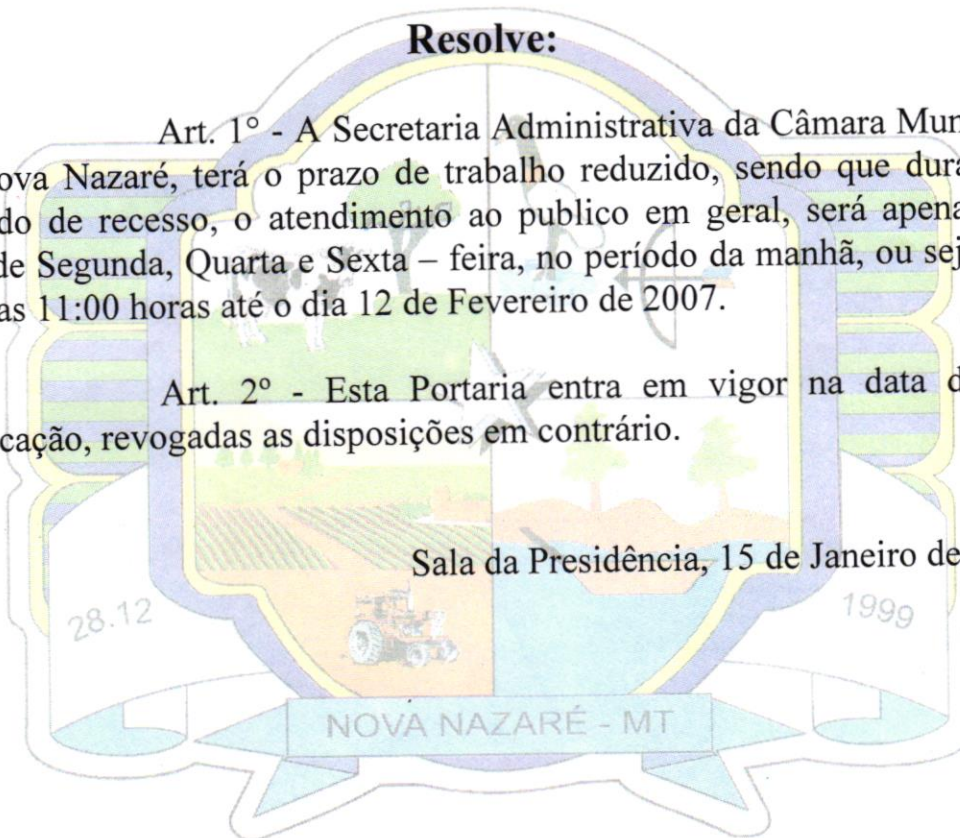 Resolve:
Art. 1° - A Secretaria Administrativa da Câmara Mun
ova Nazaré, terá o prazo de trabalho reduzido, sendo que dura
do de recesso, o atendimento ao publico em geral, será apena
de Segunda, Quarta e Sexta – feira, no período da manhã, ou sej
as 11:00 horas até o dia 12 de Fevereiro de 2007.
Art. 2º - Esta Portaria entra em vigor na data d
cação, revogadas as disposições em contrário.
Sala da Presidência, 15 de Janeiro de
28.12
1999
NOVA NAZARÉ - MT